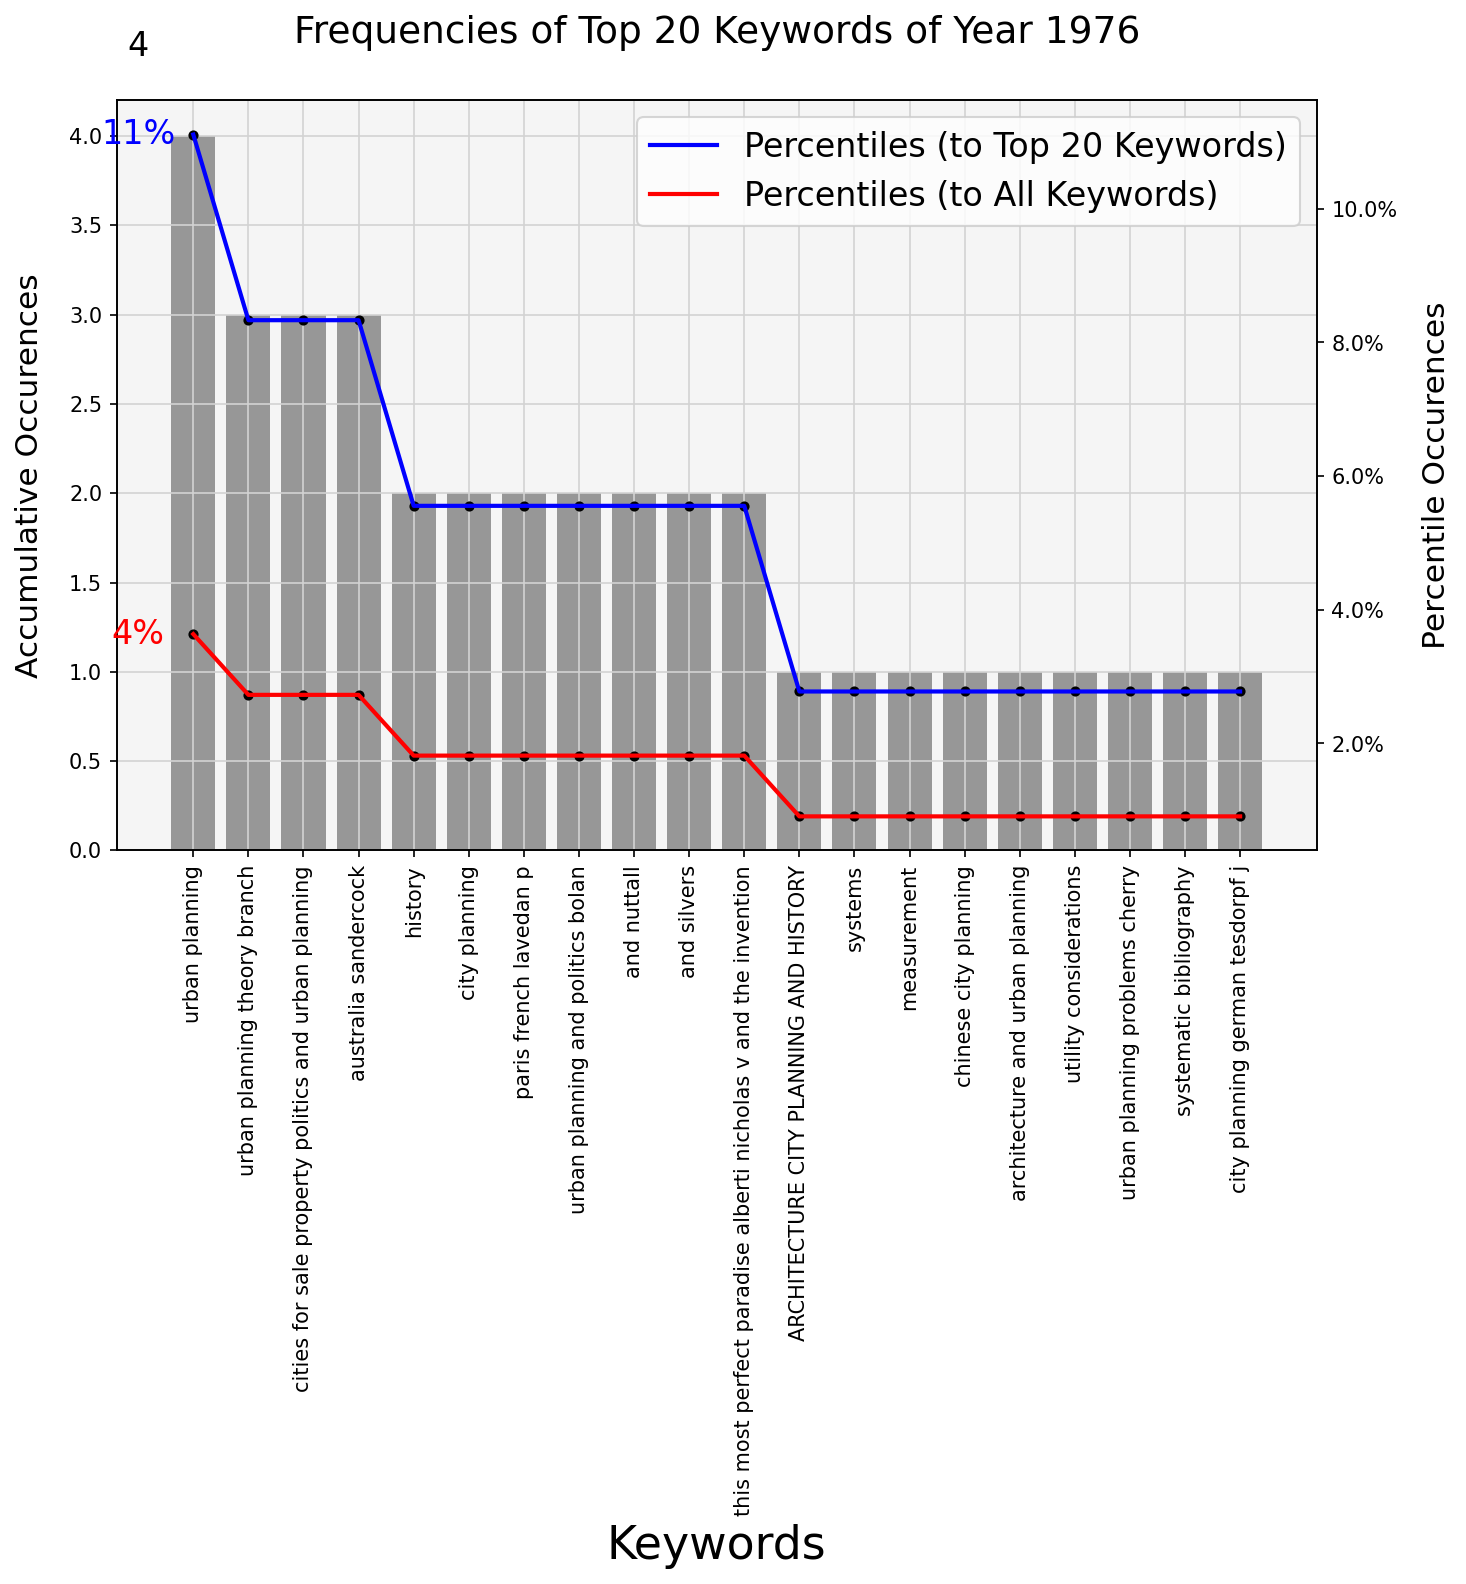 Frequencies of Top 20 Keywords of Year 1976
4
11%
4%
Percentiles (to Top 20 Keywords)
Percentiles (to All Keywords)
Accumulative Occurences
4.0
3.5
3.0
2.5
2.0
1.5
1.0
0.5
0.0
10.0%
8.0%
6.0%
4.0%
2.0%
Percentile Occurences
urban planning
urban planning theory branch
cities for sale property politics and urban planning
australia sandercock
history
city planning
paris french lavedan p
urban planning and politics bolan
and nuttall
and silvers
this most perfect paradise alberti nicholas v and the invention
ARCHITECTURE CITY PLANNING AND HISTORY
systems
measurement
chinese city planning
architecture and urban planning
utility considerations
urban planning problems cherry
systematic bibliography
city planning german tesdorpf j
Keywords